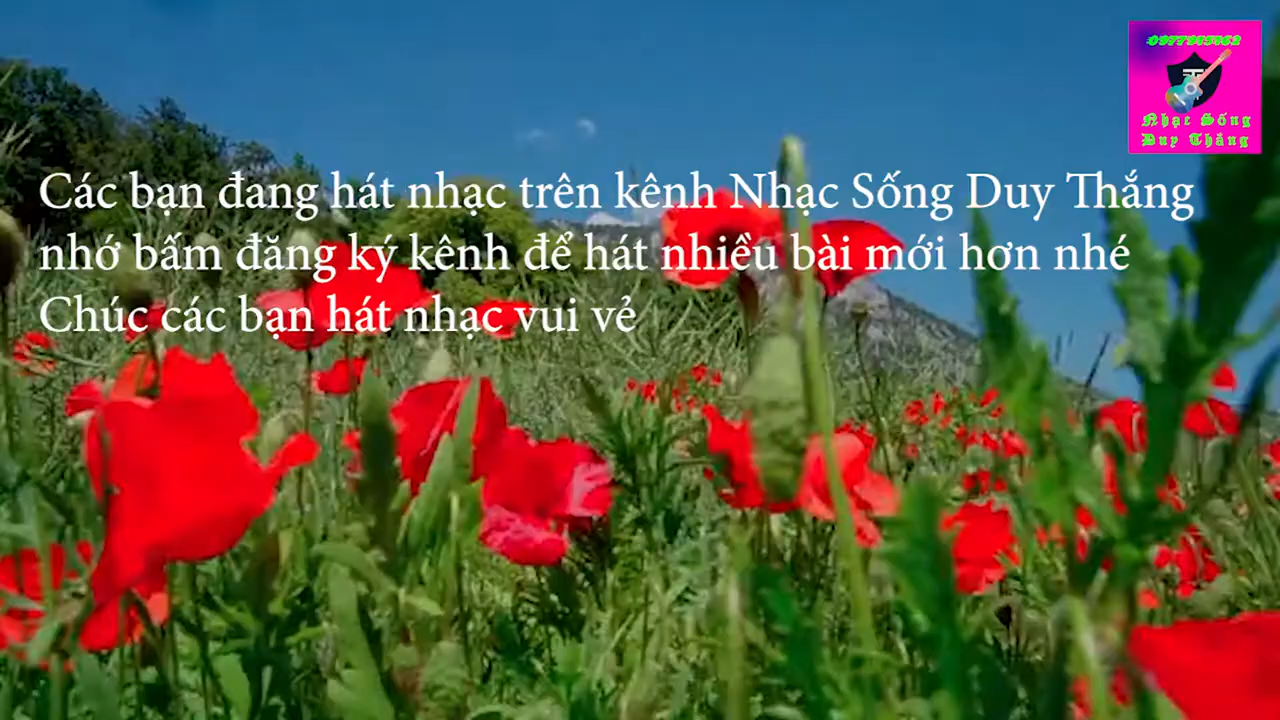 Các bạn đang hát nhạc trên kênh Nhạc Sống Duy Thắng
nhớ bấm đăng ký kênh để hát nhiều bài mới hơn nhé
Chúc các bạn hát nhạc vui vẻ
Nhạc Sống
Duy Thắng